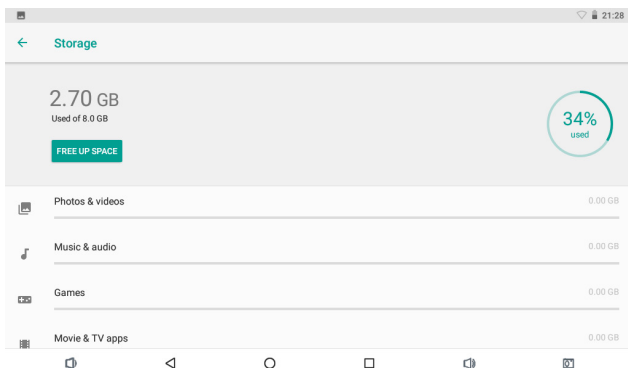 21:28
Storage
2.70 GB
Used of 8.0 GB
34%
used
FREE UP SPACE
Photos & videos 0.00 GB
Music & audio 0.00 GB
Games 0.00 GB
Movie & TV apps 0.00 GB